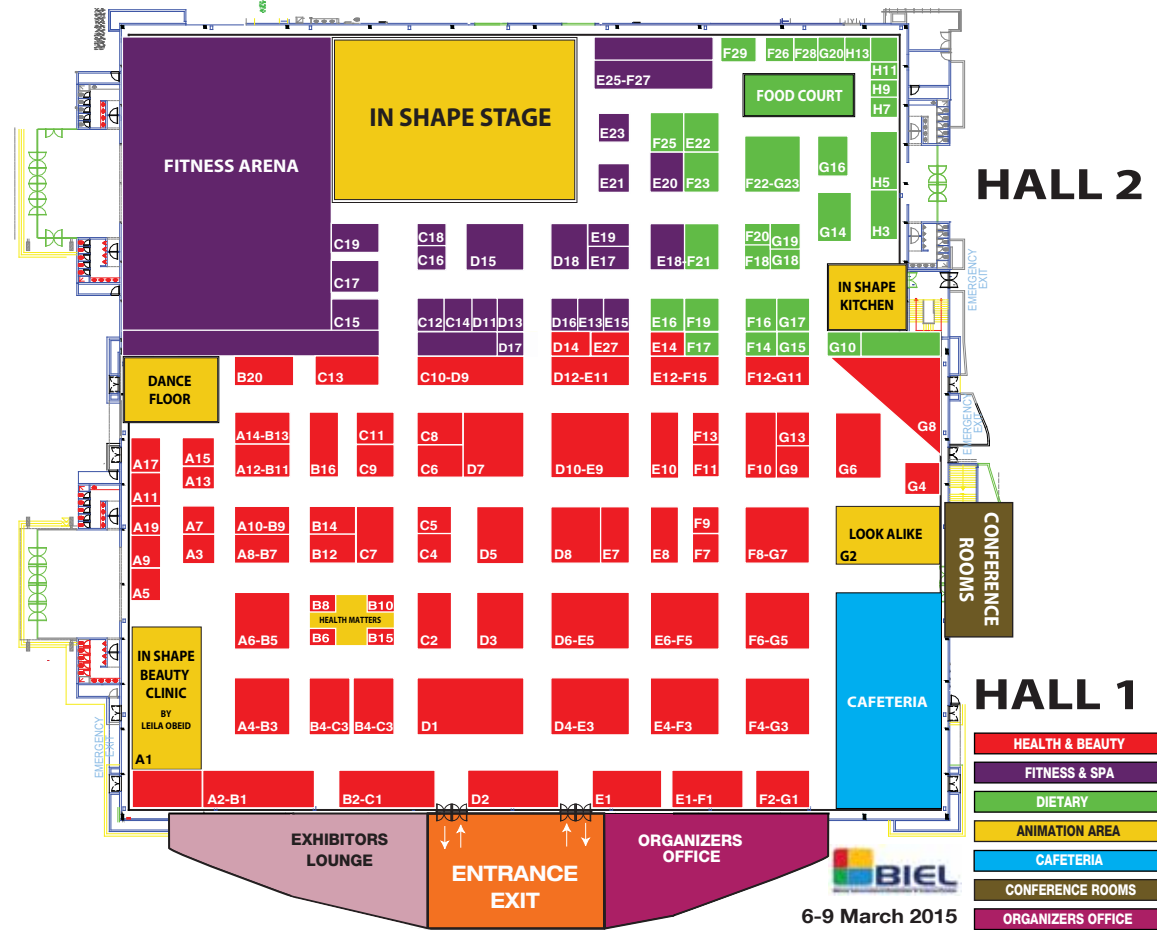 F29
F26
F28
G20
H13
E25-F27
H11
FOOD COURT
H9
H7
IN SHAPE STAGE
E23
F25
E22
FITNESS ARENA
G16
E21
E20
F23
F22-G23
H5
HALL 2
G14
H3
C19
C18
C16
D15
D18
E19
E17
E18-F21
F20
G19
F18
G18
EMERGENCY
EXIT
C17
IN SHAPE
KITCHEN
C15
C12
C14
D11
D13
D16
E13
E15
E16
F19
F16
G17
D17
D14
E27
E14
F17
F14
G15
G10
DANCE
FLOOR
B20
C13
C10-D9
D12-E11
E12-F15
F12-G11
G8
EMERGENCY
EXIT
A14-B13
C11
C8
F13
G13
A17
A15
A12-B11
B16
C9
C6
D7
D10-E9
E10
F11
F10
G9
G6
A13
A11
G4
A19
A7
A10-B9
B14
C5
F9
LOOK ALIKE
G2
CONFERENCE
ROOMS
A9
A3
A8-B7
B12
C7
C4
D5
D8
E7
E8
F7
F8-G7
A5
B8
B10
HEALTH MATTERS
B6
B15
A6-B5
C2
D3
D6-E5
E6-F5
F6-G5
IN SHAPE
BEAUTY
CLINIC
BY
LEILA OBEID
A1
EMERGENCY
EXIT
CAFETERIA
HALL 1
A4-B3
B4-C3
B4-C3
D1
D4-E3
E4-F3
F4-G3
A2-B1
B2-C1
D2
E1
E1-F1
F2-G1
HEALTH & BEAUTY
FITNESS & SPA
DIETARY
ANIMATION AREA
CAFETERIA
CONFERENCE ROOMS
ORGANIZERS OFFICE
EXHIBITORS
LOUNGE
ENTRANCE
EXIT
ORGANIZERS
OFFICE
BIEL
6-9 March 2015